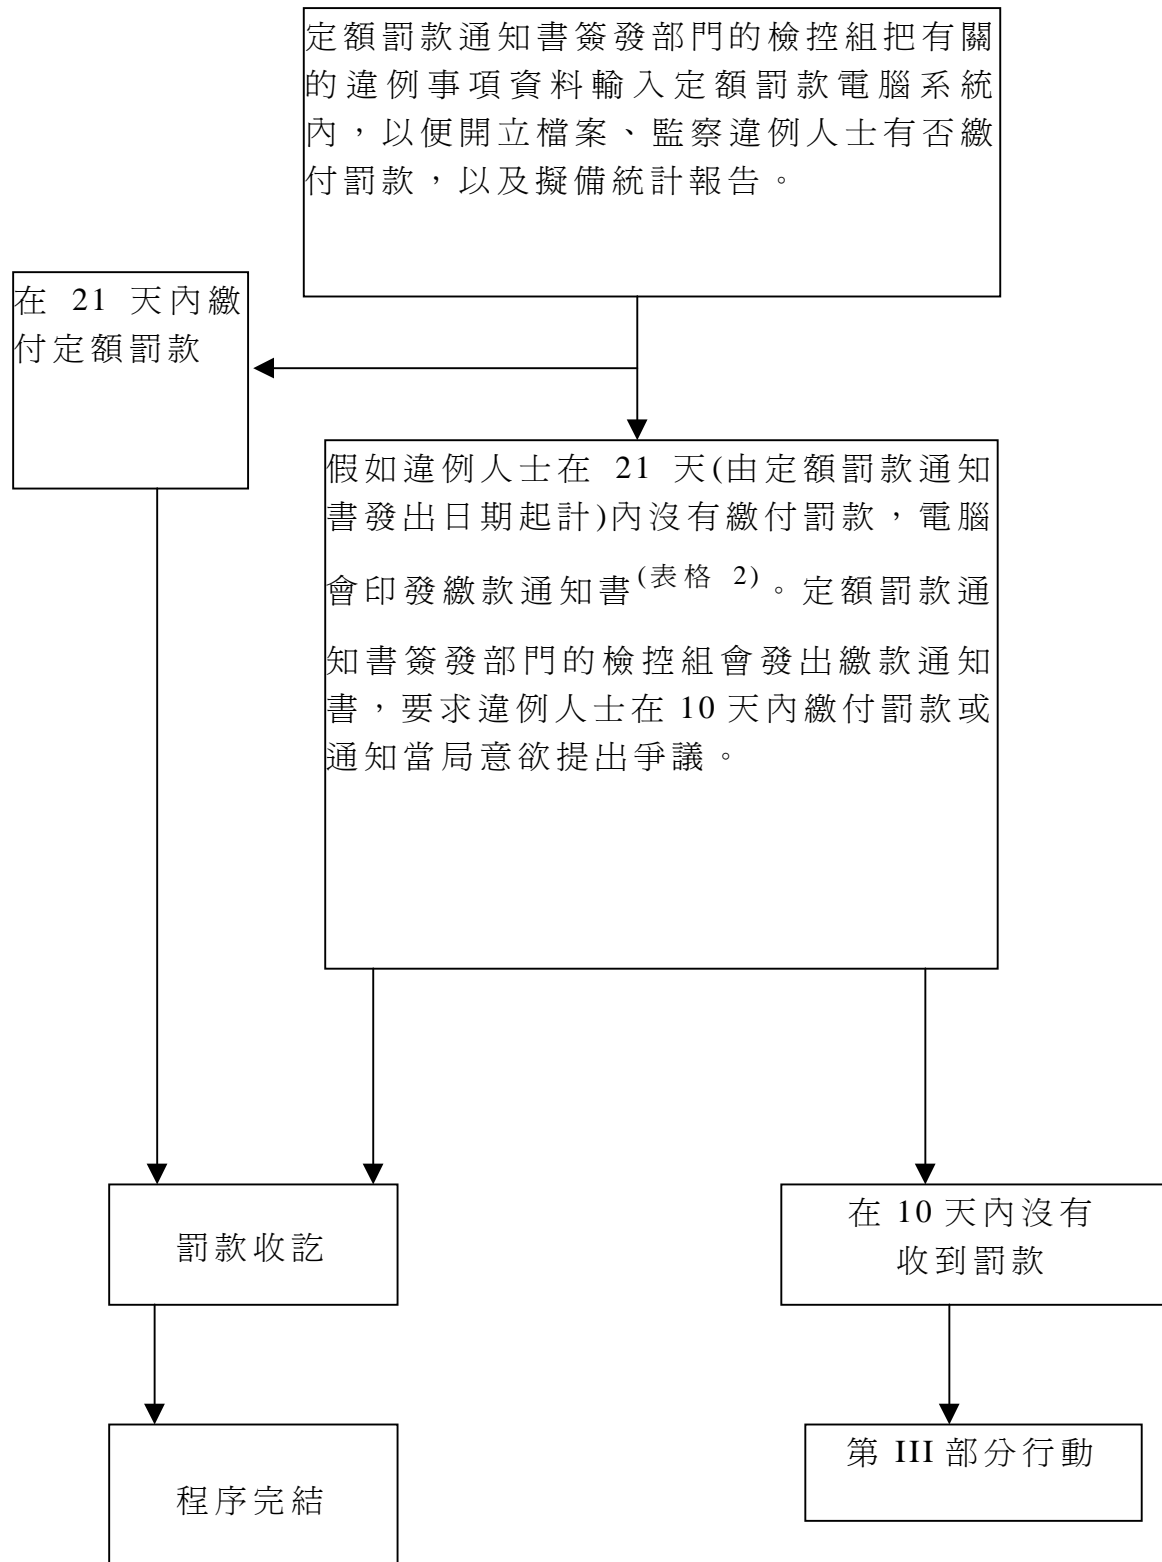 定額罰款通知書簽發部門的檢控組把有關
的違例事項資料輸入定額罰款電腦系統
內，以便開立檔案、監察違例人士有否繳
付罰款，以及擬備統計報告。
在 21 天內繳
付定額罰款
假如違例人士在 21 天(由定額罰款通知
書發出日期起計)內沒有繳付罰款，電腦
會印發繳款通知書(表格 2)。定額罰款通
知書簽發部門的檢控組會發出繳款通知
書，要求違例人士在 10 天內繳付罰款或
通知當局意欲提出爭議。
罰款收訖
在 10 天內沒有
收到罰款
程序完結
第 III 部分行動